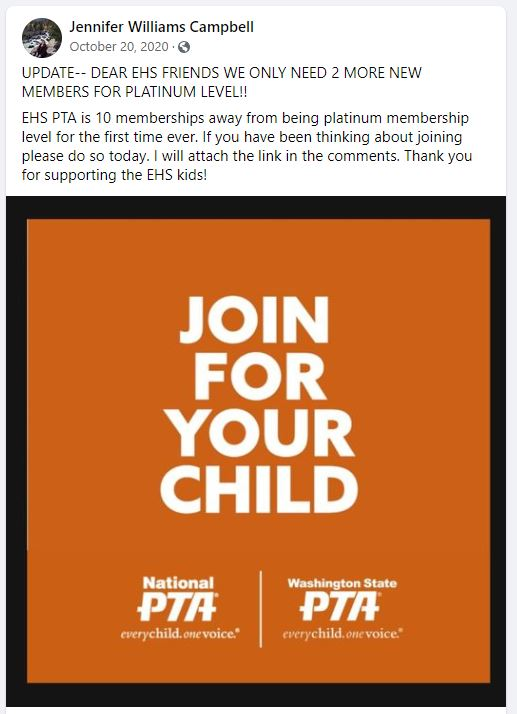 Jennifer Williams Campbell
October 20, 2020 ·
UPDATE-- DEAR EHS FRIENDS WE ONLY NEED 2 MORE NEW
MEMBERS FOR PLATINUM LEVEL!!
EHS PTA is 10 memberships away from being platinum membership
level for the first time ever. If you have been thinking about joining
please do so today. I will attach the link in the comments. Thank you
for supporting the EHS kids!
JOIN
FOR
YOUR
CHILD
National
PTA®
everychild.onevoice.®
Washington State
PTA®
everychild.onevoice.®